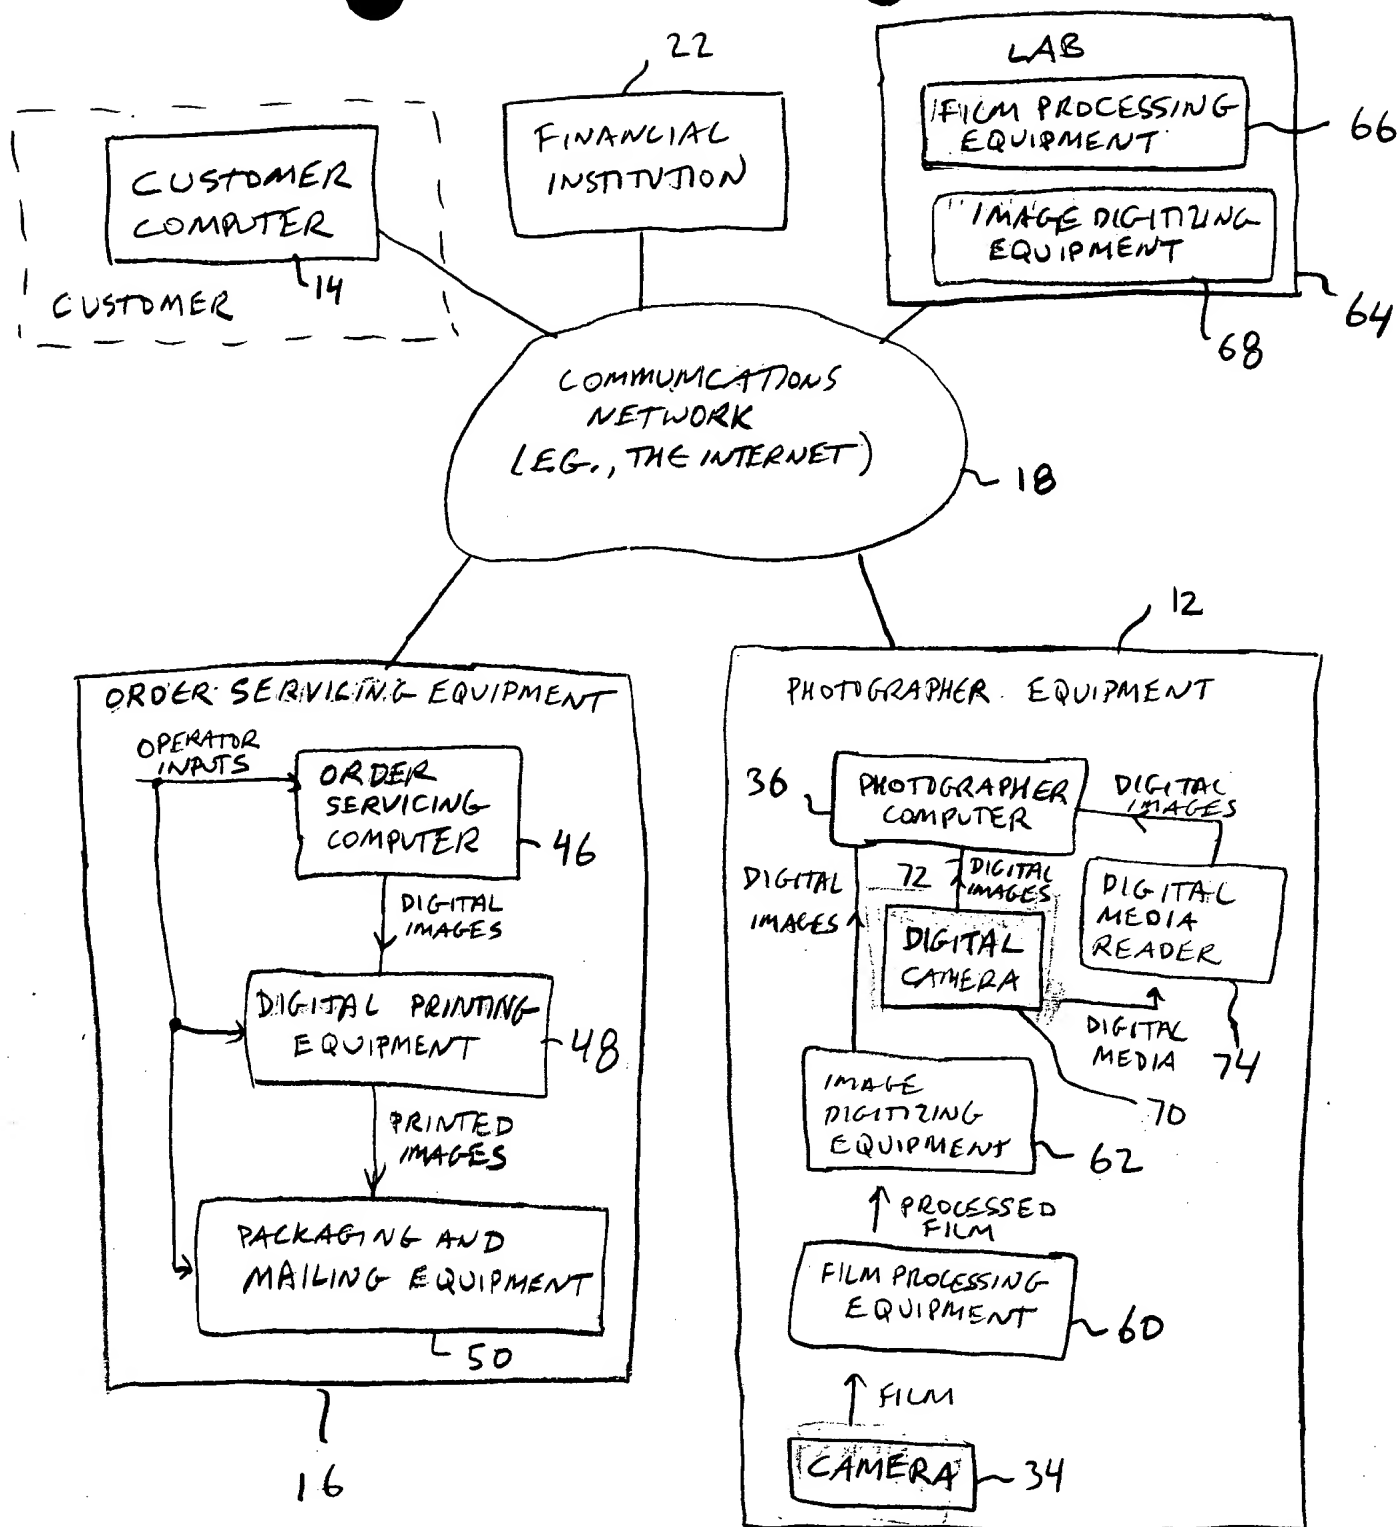 22
LAB
FILM PROCESSING
EQUIPMENT
66
IMAGE DIGITIZING
EQUIPMENT
64
68
FINANCIAL
INSTITUTION
CUSTOMER
COMPUTER
14
CUSTOMER
COMMUNICATIONS
NETWORK
(E.G., THE INTERNET)
18
12
ORDER SERVICING EQUIPMENT
OPERATOR
INPUTS
ORDER
SERVICING
COMPUTER
46
DIGITAL
IMAGES
DIGITAL PRINTING
EQUIPMENT
48
PRINTED
IMAGES
PACKAGING AND
MAILING EQUIPMENT
50
16
PHOTOGRAPHER EQUIPMENT
36
PHOTOGRAPHER
COMPUTER
DIGITAL
IMAGES
DIGITAL
IMAGES
72
DIGITAL
IMAGES
DIGITAL
MEDIA
READER
DIGITAL
CAMERA
DIGITAL
MEDIA
74
70
IMAGE
DIGITIZING
EQUIPMENT
62
PROCESSED
FILM
FILM PROCESSING
EQUIPMENT
60
FILM
CAMERA
34